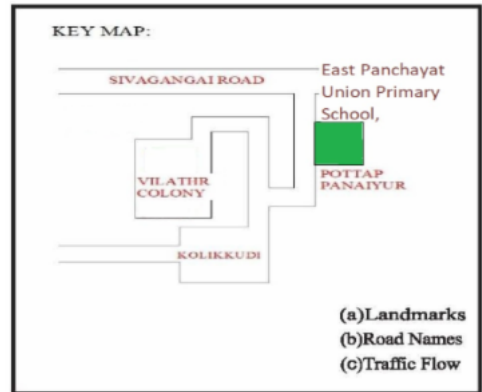 KEY MAP:
East Panchayat
SIVAGANGAI ROAD
Union Primary
School,
VILATHR
COLONY
POTTAP
PANAIYUR
KOLIKKUDI
(a)Landmarks
(b)Road Names
(c)Traffic Flow